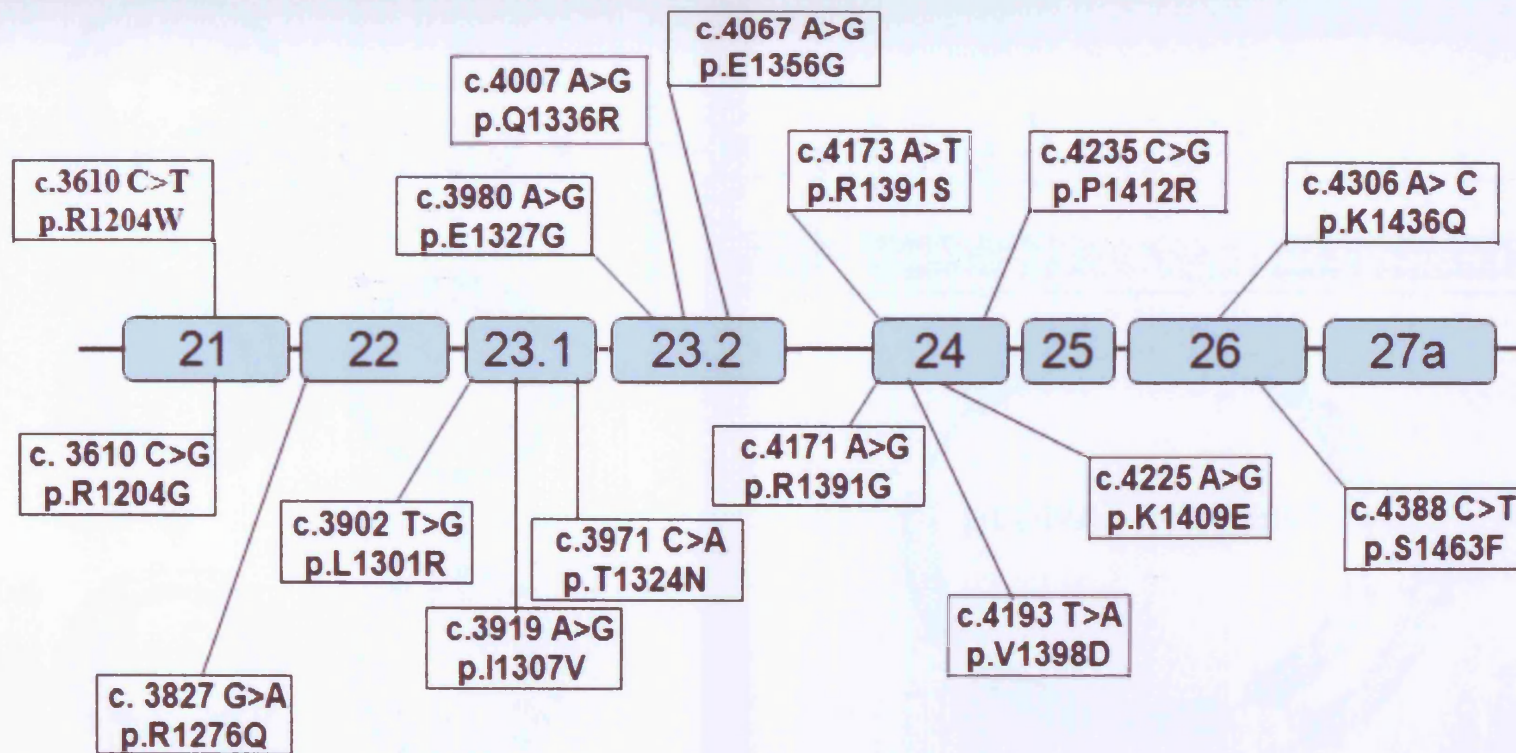 c.4067 A>G
p.E1356G
c.4007 A>G
p.Q1336R
c.4173 A>T
p.R1391S
c.4235 C>G
p.P1412R
c.3610 C>T
p.R1204W
c.3980 A>G
p.E1327G
c.4306 A> C
p.K1436Q
21 22 23.1 23.2 24 25 26 27a
c. 3610 C>G
p.R1204G
c.4171 A>G
p.R1391G
c.4225 A>G
p.K1409E
c.4388 C>T
p.S1463F
c.3902 T>G
p.L1301R
c.3971 C>A
p.T1324N
c.3919 A>G
p.I1307V
c.4193 T>A
p.V1398D
c. 3827 G>A
p.R1276Q